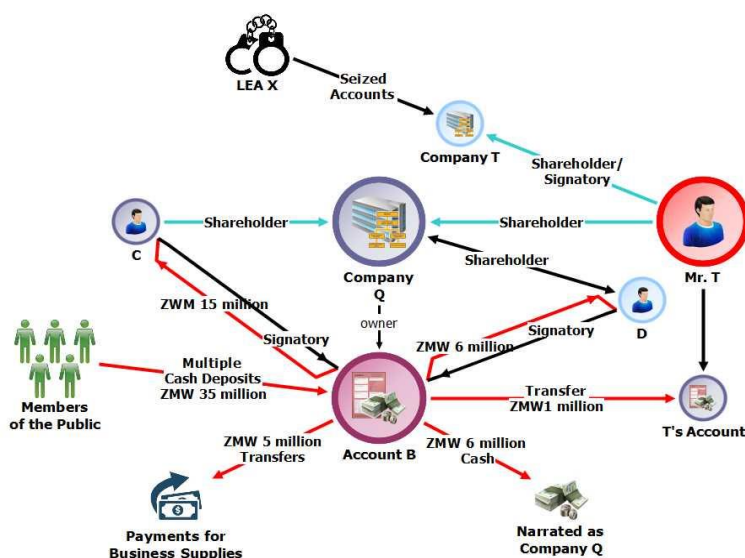 LEA X
Seized
Accounts
Company T
Shareholder/
Signatory
Shareholder
Shareholder
C
Company
Q
Mr. T
Shareholder
D
ZWM 15 million
owner
Signatory
ZMW 6 million
Signatory
Multiple
Cash Deposits
ZMW 35 million
Members
of the Public
Transfer
ZMW1 million
T's Account
Account B
ZMW 5 million
Transfers
ZMW 6 million
Cash
Payments for
Business Supplies
Narrated as
Company Q